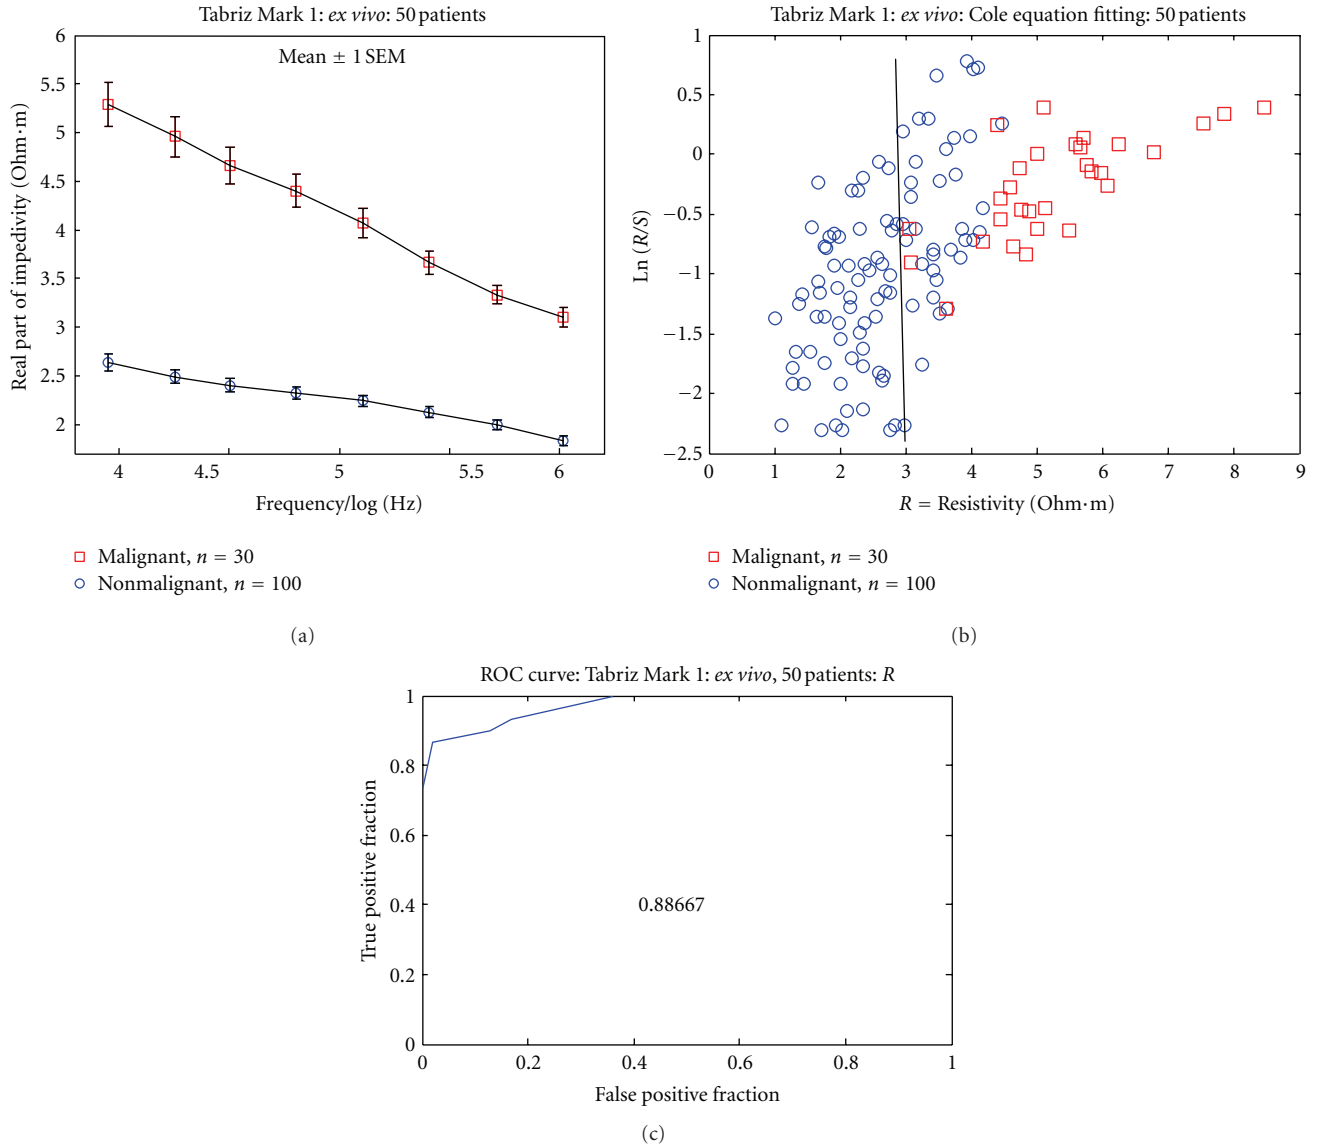 Tabriz Mark 1: ex vivo: 50 patients
Mean ± 1 SEM
Real part of impedivity (Ohm·m)
6
5.5
5
4.5
4
3.5
3
2.5
2
4
4.5
5
5.5
6
Frequency/log (Hz)
Malignant, n = 30
Nonmalignant, n = 100
(a)
Tabriz Mark 1: ex vivo: Cole equation fitting: 50 patients
Ln (R/S)
1
0.5
0
−0.5
−1
−1.5
−2
−2.5
0
1
2
3
4
5
6
7
8
9
R = Resistivity (Ohm·m)
Malignant, n = 30
Nonmalignant, n = 100
(b)
ROC curve: Tabriz Mark 1: ex vivo, 50 patients: R
True positive fraction
1
0.8
0.6
0.4
0.2
0
0.88667
0
0.2
0.4
0.6
0.8
1
False positive fraction
(c)